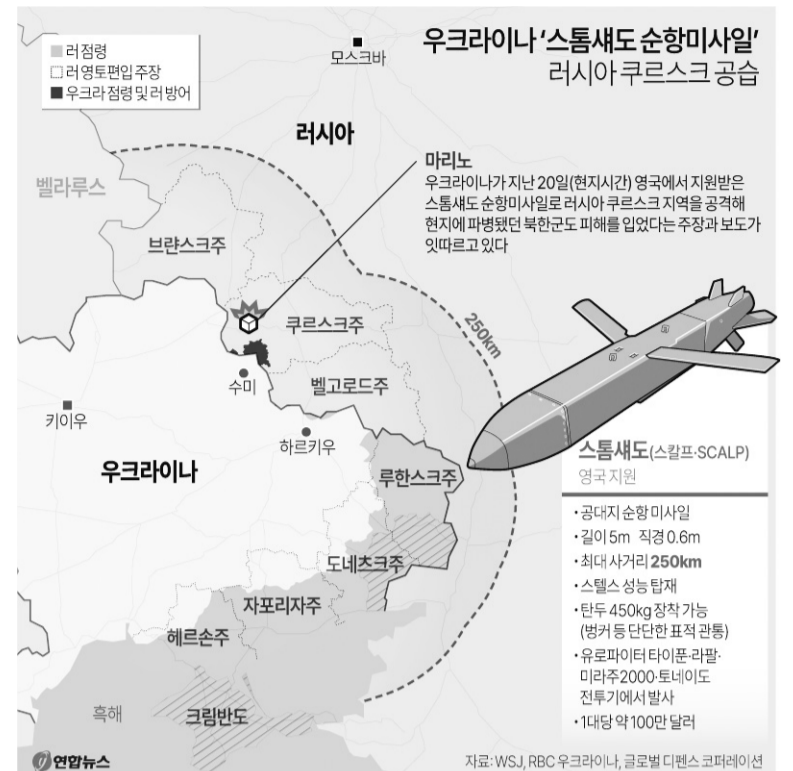 우크라이나 ‘스톰섀도 순항미사일’
러시아 쿠르스크 공습
러 점령
러 영토편입 주장
우크라 점령 및 러 방어
모스크바
러시아
벨라루스
마리노
우크라이나가 지난 20일(현지시간) 영국에서 지원받은
스톰섀도 순항미사일로 러시아 쿠르스크 지역을 공격해
현지에 파병됐던 북한군도 피해를 입었다는 주장과 보도가
잇따르고 있다
브랸스크주
쿠르스크주
250km
수미
벨고로드주
키이우
하르키우
우크라이나
루한스크주
도네츠크주
자포리자주
헤르손주
흑해
크림반도
스톰섀도(스칼프·SCALP)
영국 지원
·공대지 순항 미사일
·길이 5m 직경 0.6m
·최대 사거리 250km
·스텔스 성능 탑재
·탄두 450kg 장착 가능
(벙커 등 단단한 표적 관통)
·유로파이터 타이푼·라팔·
미라주2000·토네이도
전투기에서 발사
·1대당 약 100만 달러
연합뉴스
자료: WSJ, RBC 우크라이나, 글로벌 디펜스 코퍼레이션